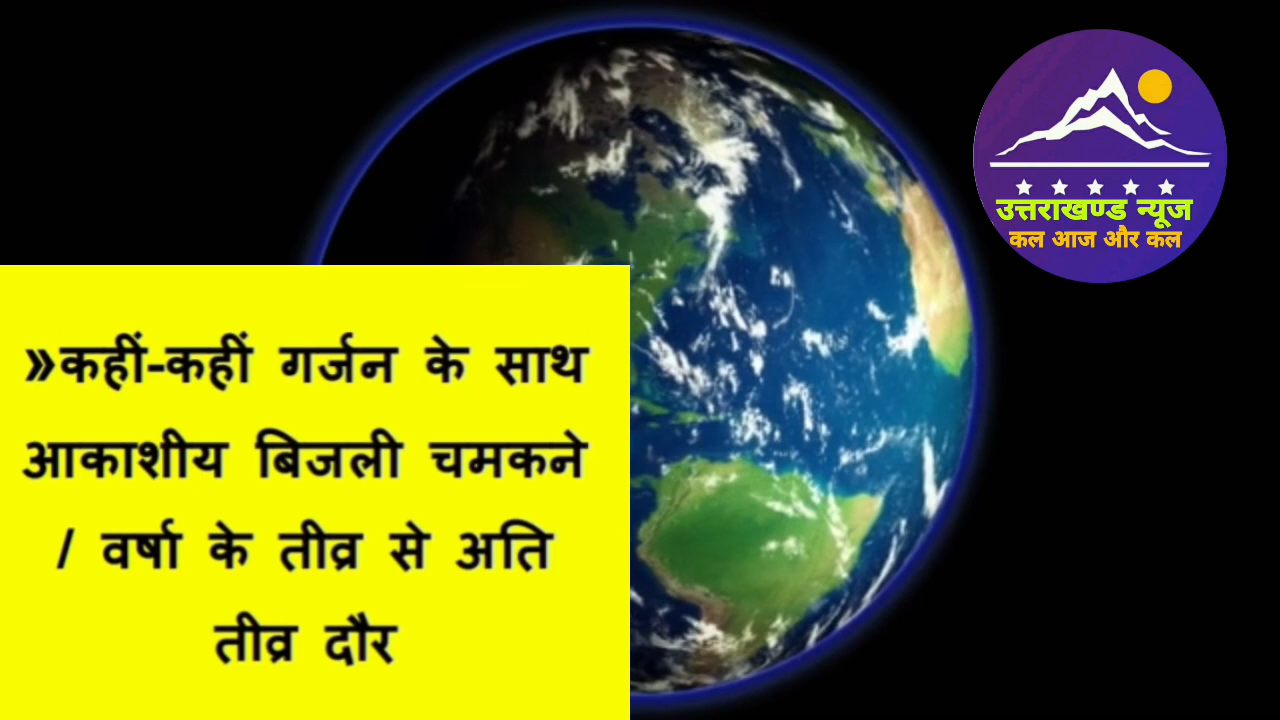 »कहीं-कहीं गर्जन के साथ
आकाशीय बिजली चमकने
/ वर्षा के तीव्र से अति
तीव्र दौर
उत्तराखण्ड न्यूज
कल आज और कल